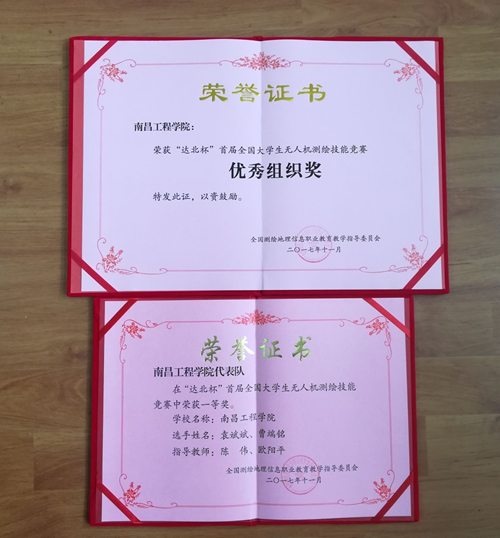 荣誉证书
南昌工程学院：
荣获“达北杯”首届全国大学生无人机测绘技能竞赛
优秀组织奖
特发此证，以资鼓励。
全国测绘地理信息职业教育教学指导委员会
二〇一七年十一月
荣誉证书
南昌工程学院代表队
在“达北杯”首届全国大学生无人机测绘技能
竞赛中荣获一等奖。
学校名称：南昌工程学院
选手姓名：袁斌斌、曹端铭
指导教师：陈 伟、欧阳平
全国测绘地理信息职业教育教学指导委员会
二〇一七年十一月